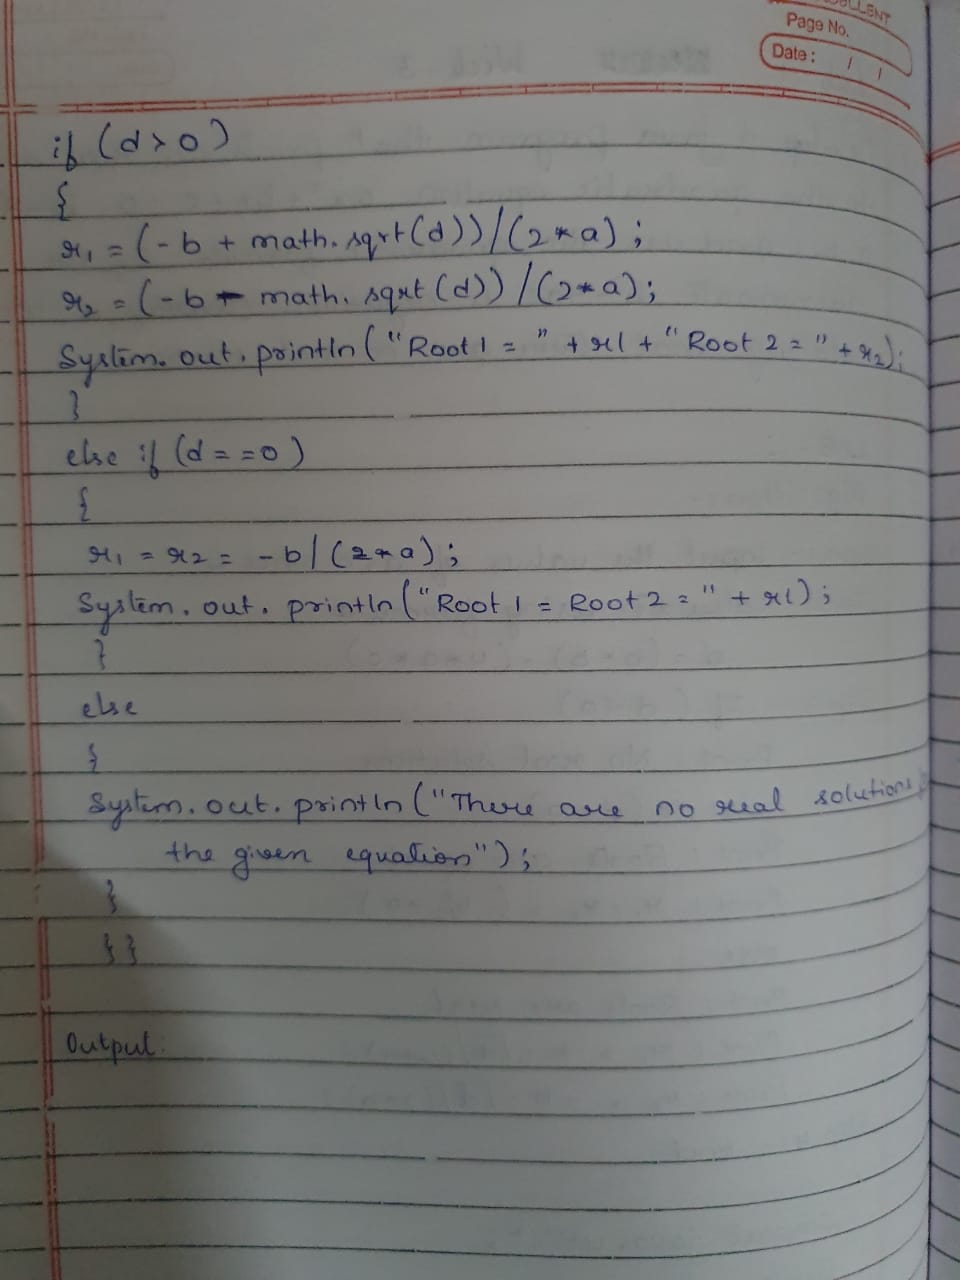 Page No.
Date: / /
if (d>0)
{
r1 = (-b + math.sqrt(d))/(2*a);
r2 = (-b - math.sqrt(d))/(2*a);
System.out.println("Root 1 = " + r1 + "Root 2 = " + r2);
}
else if (d==0)
{
r1 = r2 = -b/(2*a);
System.out.println("Root 1 = Root 2 = " + r1);
}
else
{
System.out.println("There are no real solutions
the given equation");
}
}}
Output: